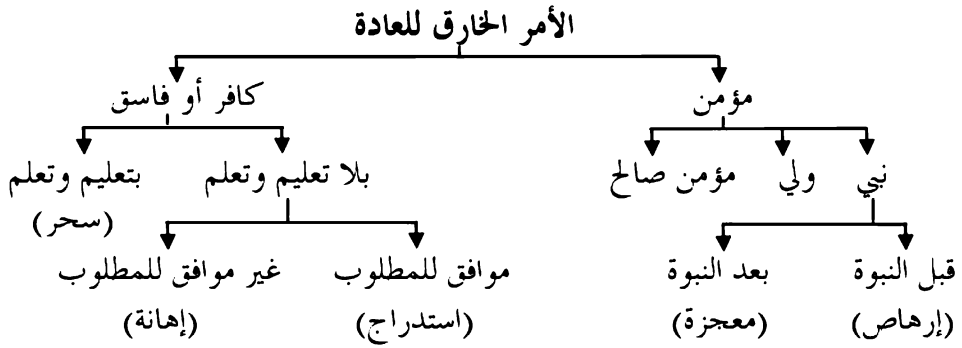 الأمر الخارق للعادة
مؤمن كافر أو فاسق
نبي ولي مؤمن صالح بلا تعليم وتعلم بتعليم وتعلم
(سحر)
قبل النبوة بعد النبوة موافق للمطلوب غير موافق للمطلوب
(إرهاص) (معجزة) (استدراج) (إهانة)